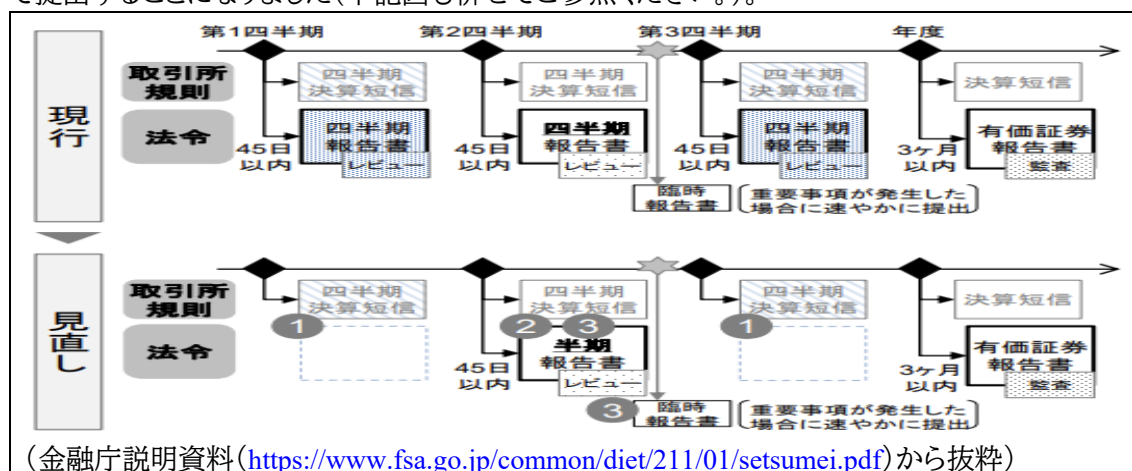 で提出することになりました（下記図も併せてご参照ください。）。
第1四半期 第2四半期 第3四半期 年度
現行
取引所規則
四半期決算短信
四半期決算短信
四半期決算短信
決算短信
法令
45日以内
四半期報告書
レビュー
45日以内
四半期報告書
レビュー
45日以内
四半期報告書
レビュー
3ヶ月以内
有価証券報告書
監査
臨時報告書
重要事項が発生した場合に速やかに提出
見直し
取引所規則
四半期決算短信
四半期決算短信
四半期決算短信
決算短信
法令
1
2
3
半期報告書
レビュー
45日以内
1
3ヶ月以内
有価証券報告書
監査
3
臨時報告書
重要事項が発生した場合に速やかに提出
（金融庁説明資料（https://www.fsa.go.jp/common/diet/211/01/setsumei.pdf）から抜粋）